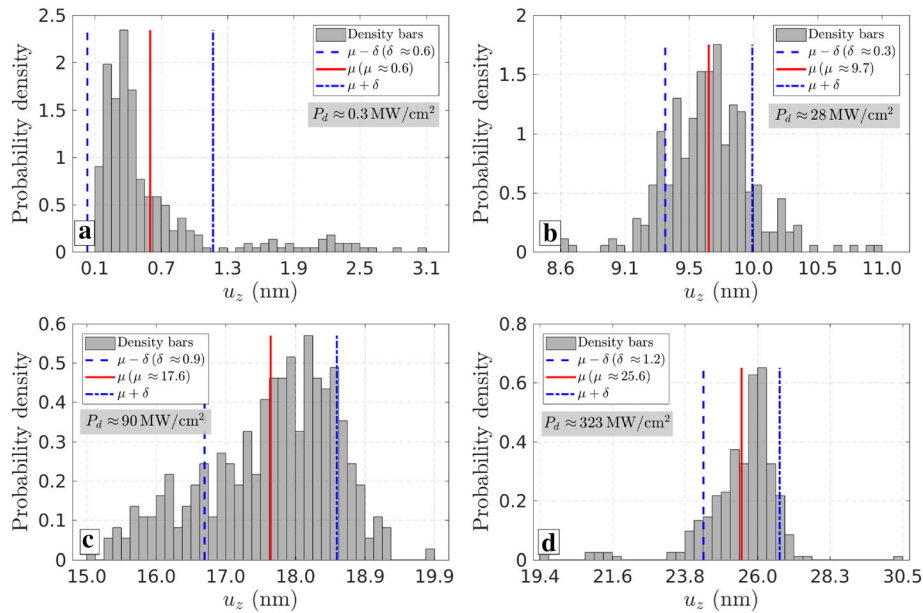 2.5
2
1.5
1
0.5
0
Probability density
Density bars
μ − δ (δ ≈0.6)
μ (μ ≈0.6)
μ + δ
P_d ≈ 0.3 MW/cm²
a
0.1 0.7 1.3 1.9 2.5 3.1
u_z (nm)
2
1.5
1
0.5
0
Probability density
Density bars
μ − δ (δ ≈0.3)
μ (μ ≈9.7)
μ + δ
P_d ≈ 28 MW/cm²
b
8.6 9.1 9.5 10.0 10.5 11.0
u_z (nm)
0.6
0.5
0.4
0.3
0.2
0.1
0
Probability density
Density bars
μ − δ (δ ≈0.9)
μ (μ ≈17.6)
μ + δ
P_d ≈ 90 MW/cm²
c
15.0 16.0 17.0 18.0 18.9 19.9
u_z (nm)
0.8
0.6
0.4
0.2
0
Probability density
Density bars
μ − δ (δ ≈1.2)
μ (μ ≈25.6)
μ + δ
P_d ≈ 323 MW/cm²
d
19.4 21.6 23.8 26.0 28.3 30.5
u_z (nm)